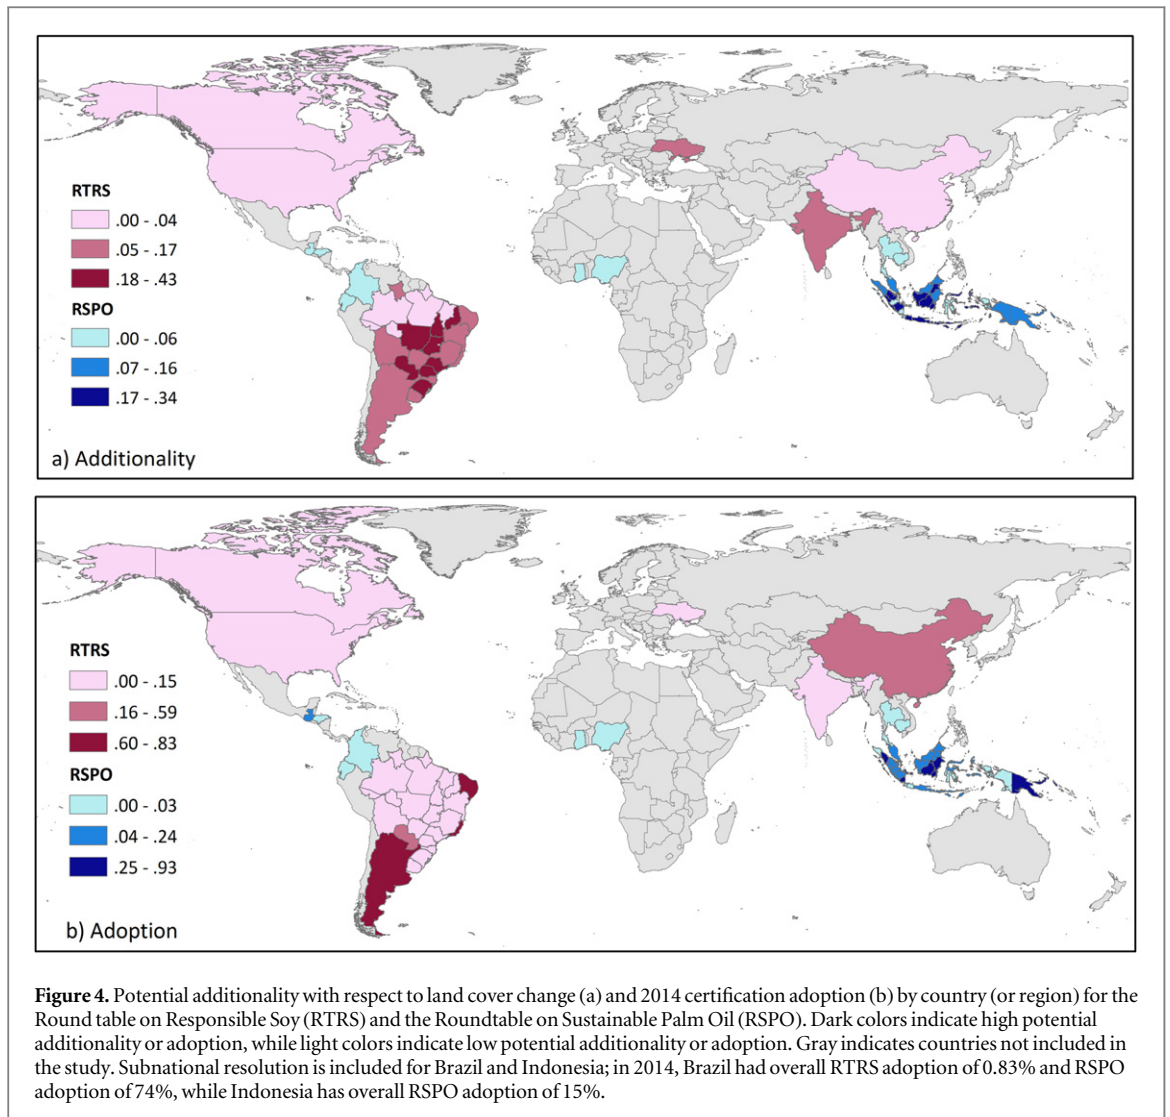 RTRS
.00 - .04
.05 - .17
.18 - .43
RSPO
.00 - .06
.07 - .16
.17 - .34
a) Additionality
RTRS
.00 - .15
.16 - .59
.60 - .83
RSPO
.00 - .03
.04 - .24
.25 - .93
b) Adoption
Figure 4. Potential additionality with respect to land cover change (a) and 2014 certification adoption (b) by country (or region) for the
Round table on Responsible Soy (RTRS) and the Roundtable on Sustainable Palm Oil (RSPO). Dark colors indicate high potential
additionality or adoption, while light colors indicate low potential additionality or adoption. Gray indicates countries not included in
the study. Subnational resolution is included for Brazil and Indonesia; in 2014, Brazil had overall RTRS adoption of 0.83% and RSPO
adoption of 74%, while Indonesia has overall RSPO adoption of 15%.